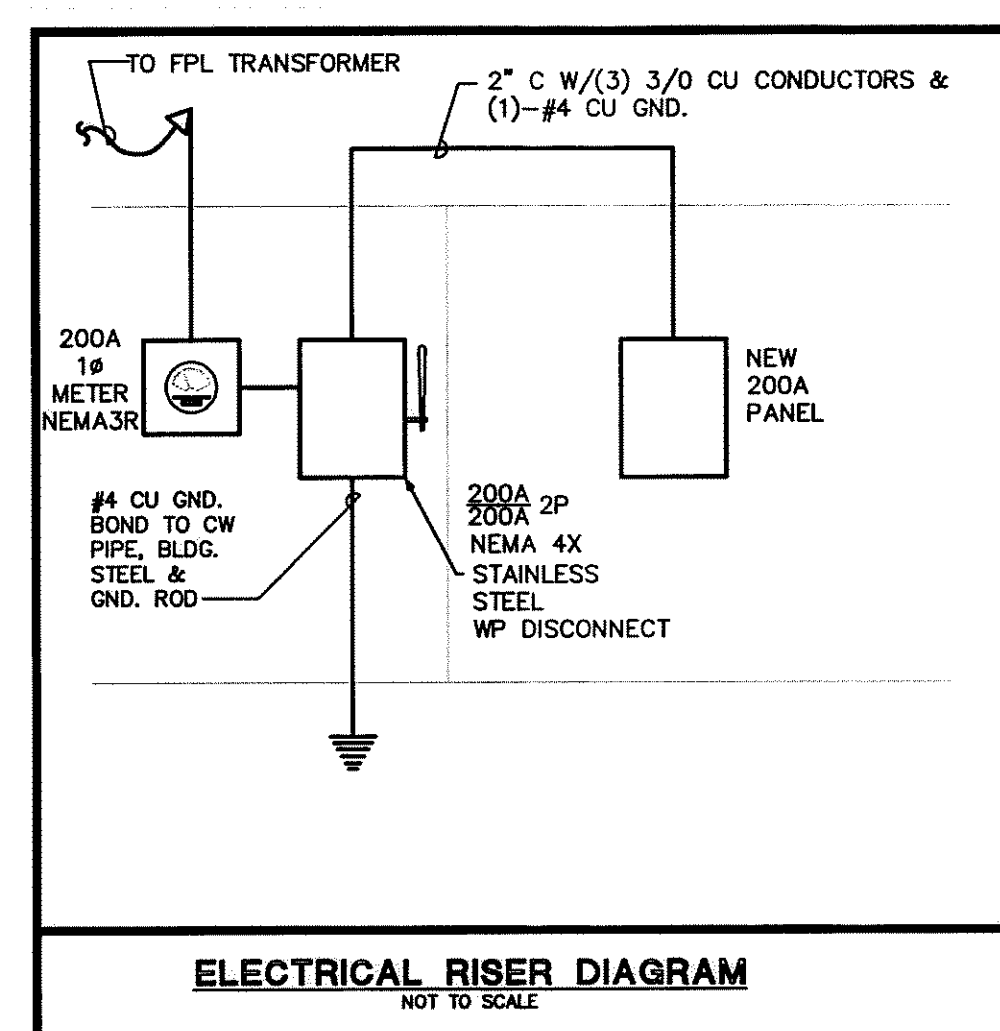 TO FPL TRANSFORMER
2" C W/(3) 3/0 CU CONDUCTORS &
(1)-#4 CU GND.
200A
1ø
METER
NEMA3R
NEW
200A
PANEL
#4 CU GND.
BOND TO CW
PIPE, BLDG.
STEEL &
GND. ROD
200A
200A 2P
NEMA 4X
STAINLESS
STEEL
WP DISCONNECT
ELECTRICAL RISER DIAGRAM
NOT TO SCALE